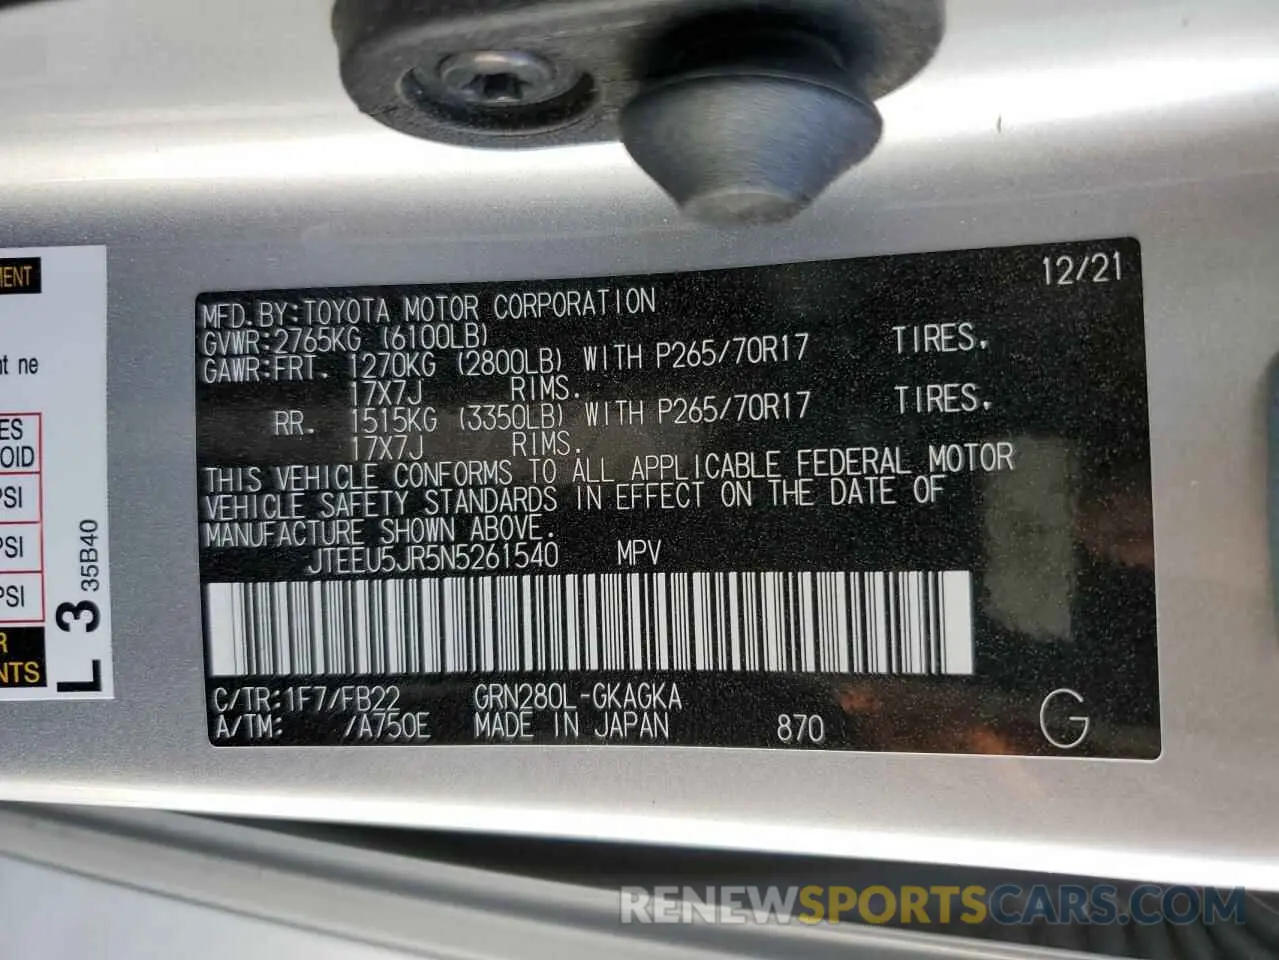 12/21
MFD.BY:TOYOTA MOTOR CORPORATION
GVWR:2765KG (6100LB)
GAWR:FRT. 1270KG (2800LB) WITH P265/70R17 TIRES.
17X7J RIMS.
RR. 1515KG (3350LB) WITH P265/70R17 TIRES.
17X7J RIMS.
THIS VEHICLE CONFORMS TO ALL APPLICABLE FEDERAL MOTOR
VEHICLE SAFETY STANDARDS IN EFFECT ON THE DATE OF
MANUFACTURE SHOWN ABOVE.
JTEEU5JR5N5261540 MPV
C/TR:1F7/FB22 GRN280L-GKAGKA
A/TM: /A750E MADE IN JAPAN 870
G
ne
PSI
PSI
PSI
NTS
L 3 35B40
RENEWSPORTSCARS.COM